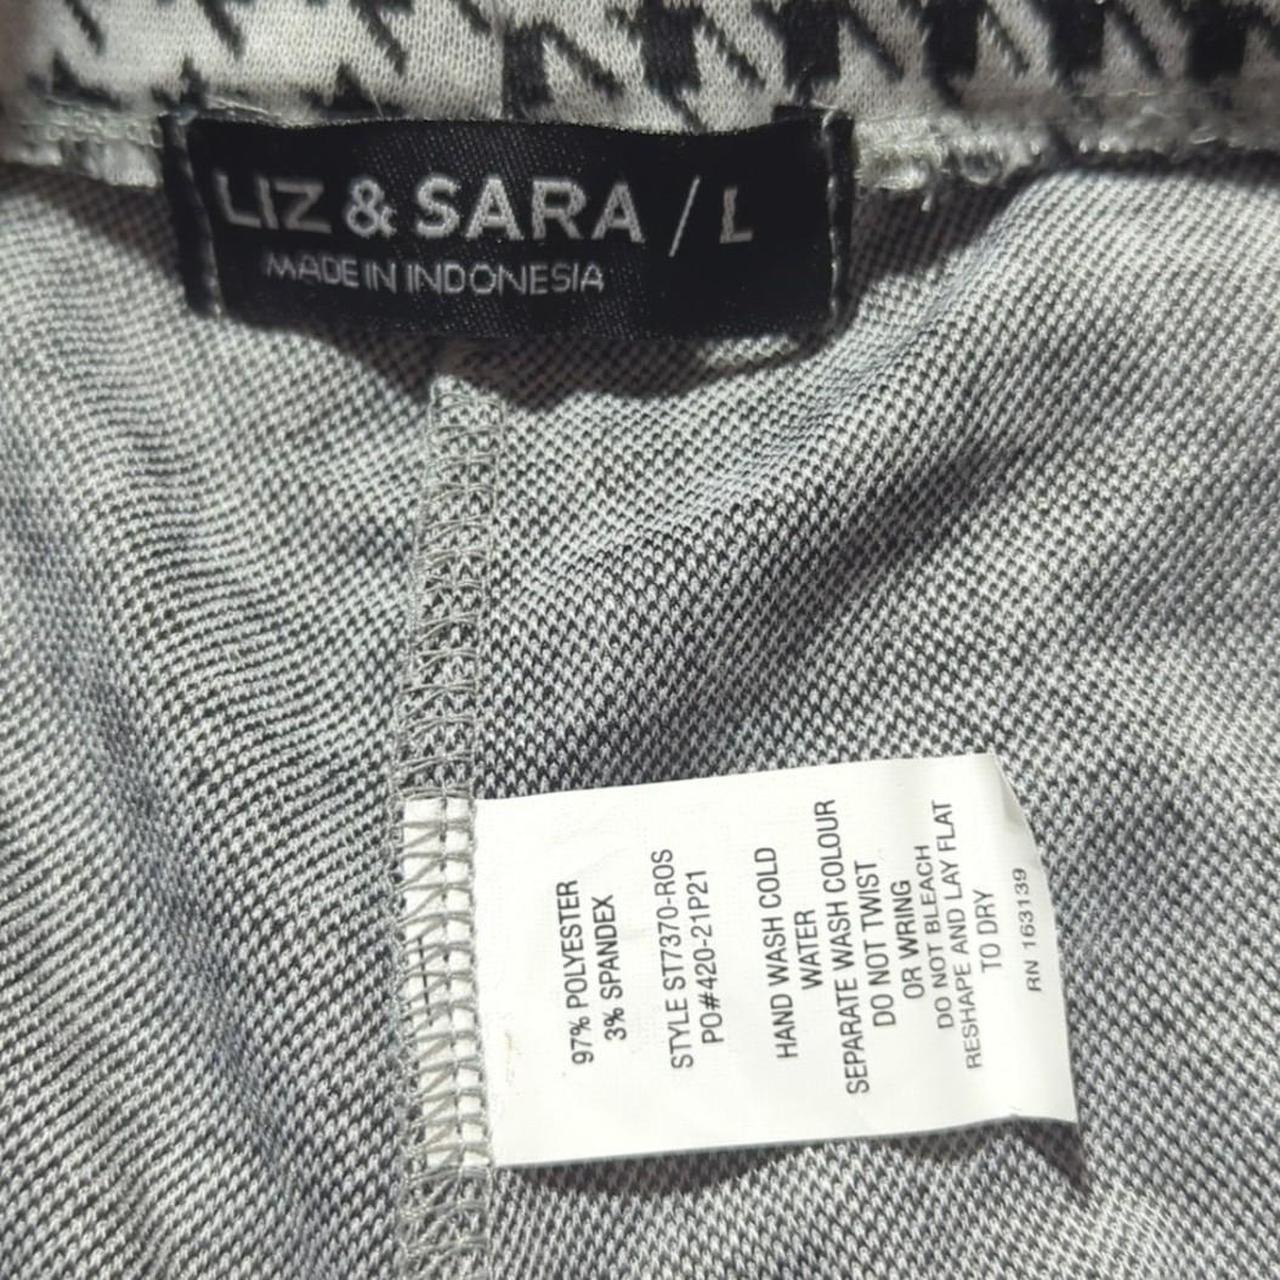 LIZ & SARA / L
MADE IN INDONESIA
97% POLYESTER
3% SPANDEX
STYLE ST7370-ROS
PO#420-21P21
HAND WASH COLD
WATER
SEPARATE WASH COLOUR
DO NOT TWIST
OR WRING
DO NOT BLEACH
RESHAPE AND LAY FLAT
TO DRY
RN 163139